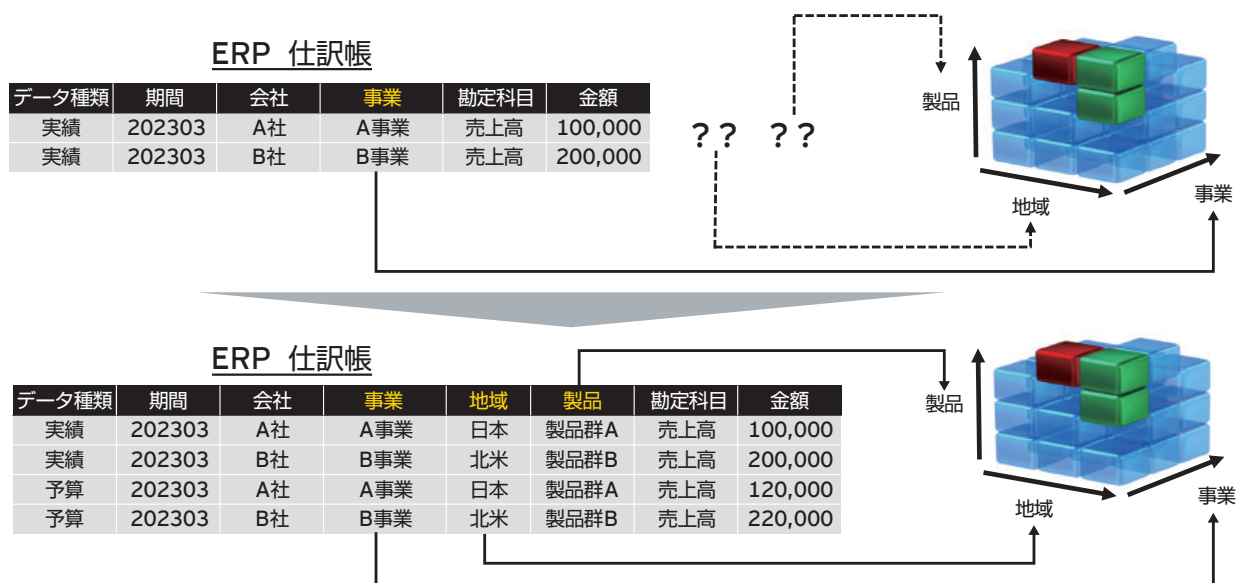 ERP 仕訳帳
データ種類 期間 会社 事業 勘定科目 金額
実績 202303 A社 A事業 売上高 100,000
実績 202303 B社 B事業 売上高 200,000
?? ??
製品
地域
事業
ERP 仕訳帳
データ種類 期間 会社 事業 地域 製品 勘定科目 金額
実績 202303 A社 A事業 日本 製品群A 売上高 100,000
実績 202303 B社 B事業 北米 製品群B 売上高 200,000
予算 202303 A社 A事業 日本 製品群A 売上高 120,000
予算 202303 B社 B事業 北米 製品群B 売上高 220,000
製品
地域
事業